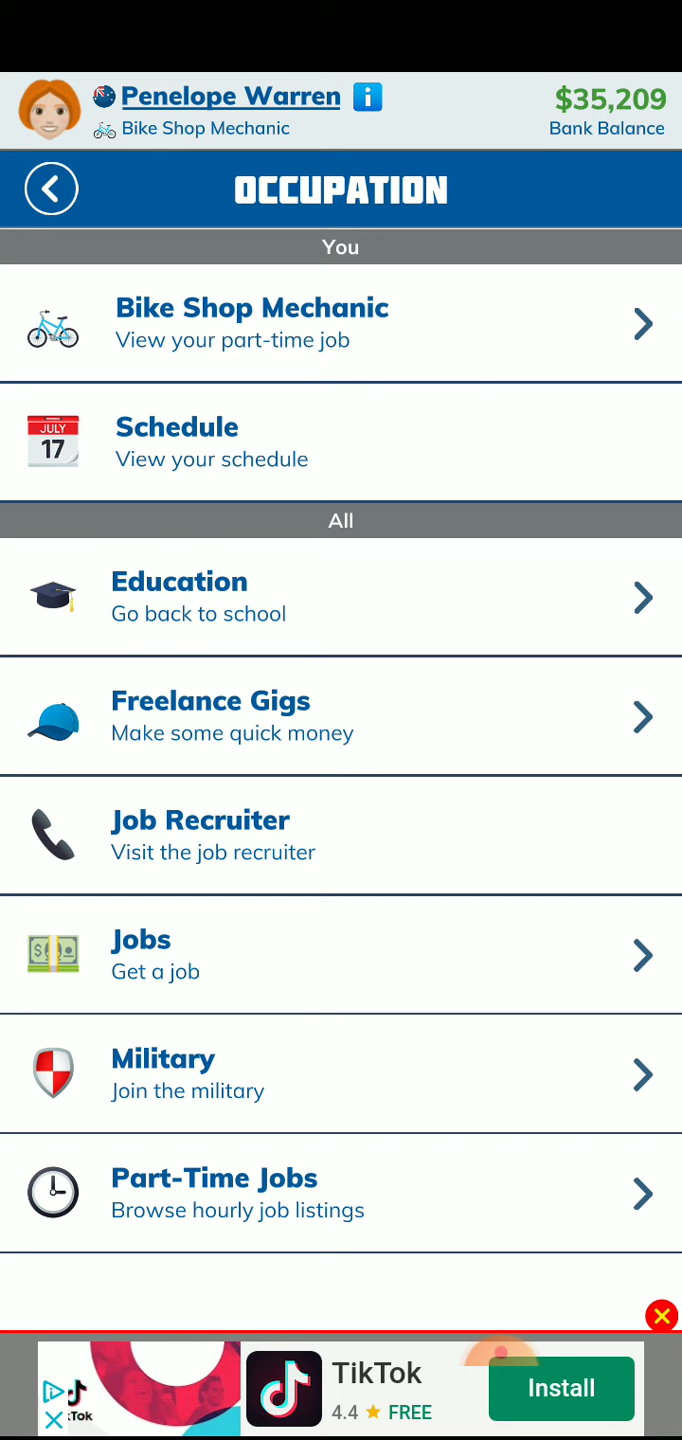 Penelope Warren i
$35,209
Bike Shop Mechanic
Bank Balance
OCCUPATION
You
Bike Shop Mechanic
View your part-time job
JULY
17
Schedule
View your schedule
All
Education
Go back to school
Freelance Gigs
Make some quick money
Job Recruiter
Visit the job recruiter
Jobs
Get a job
Military
Join the military
Part-Time Jobs
Browse hourly job listings
TikTok
Install
4.4 ★ FREE
kTok